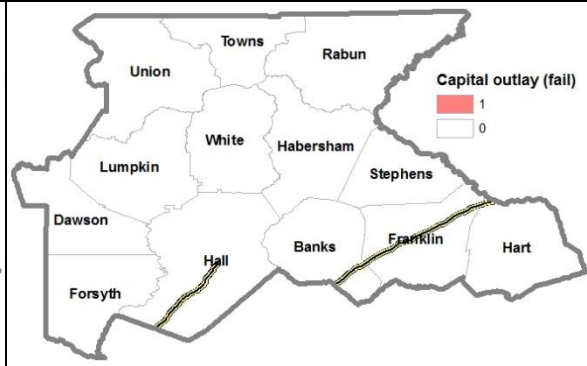 Towns
Rabun
Union
Capital outlay (fail)
1
0
White
Habersham
Lumpkin
Stephens
Dawson
Hall
Banks
Franklin
Hart
Forsyth